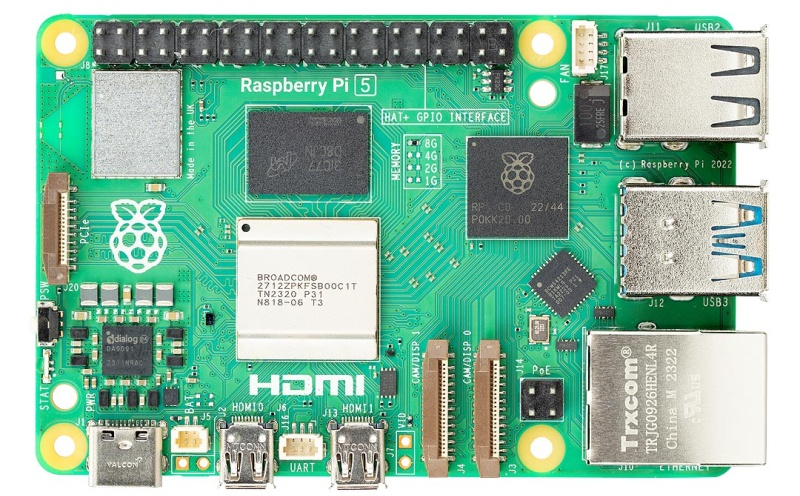 J11
USB2
J8
FAN
J17
Raspberry Pi 5
HAT+ GPIO INTERFACE
Made in the UK
MEMORY
8G
4G
2G
1G
(c) Raspberry Pi 2022
22/44
P0KK20.00
PCIe
J20
BROADCOM®
2712ZPKFSB00C1T
TN2320 P31
N818-06 T3
J12
USB3
PSW
dialog
DA9091
STAT
HDMI
CAM/DISP 1
CAM/DISP 0
J14
PoE
Trxcom®
TRJG0926HENL4R
China M 2322
PWR
J1
BAT
J5
J2
HDMI0
J6
J16
UART
J13
HDMI1
J7
VID
J4
J3
J10
ETHERNET
VALCON